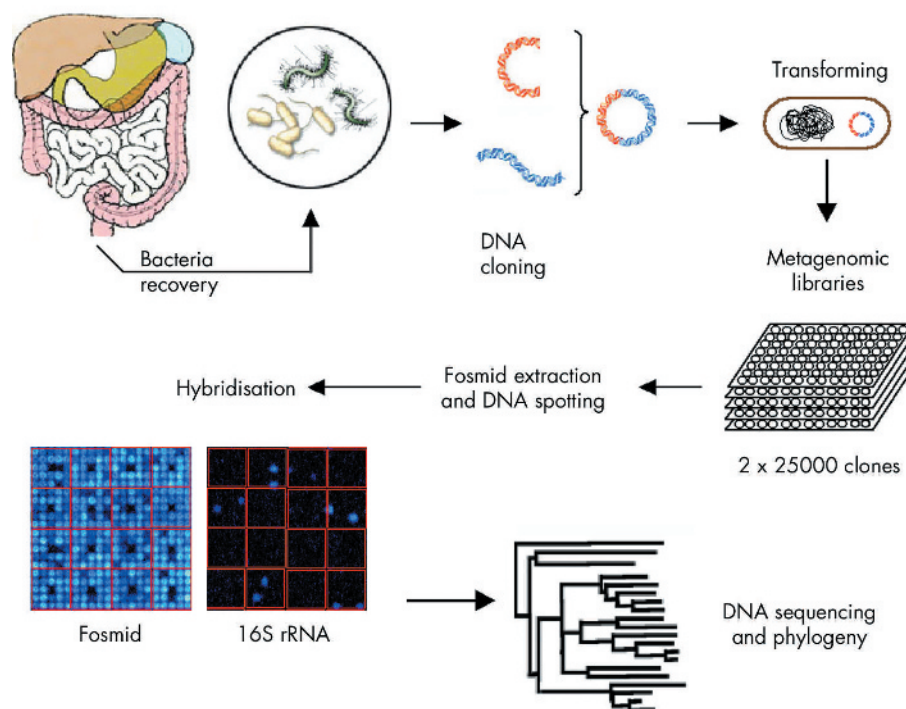 Transforming
Bacteria
recovery
DNA
cloning
Metagenomic
libraries
Hybridisation
Fosmid extraction
and DNA spotting
2 x 25000 clones
Fosmid
16S rRNA
DNA sequencing
and phylogeny